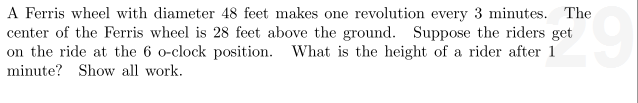 A Ferris wheel with diameter 48 feet makes one revolution every 3 minutes. The
center of the Ferris wheel is 28 feet above the ground. Suppose the riders get
on the ride at the 6 o-clock position. What is the height of a rider after 1
minute? Show all work.
29